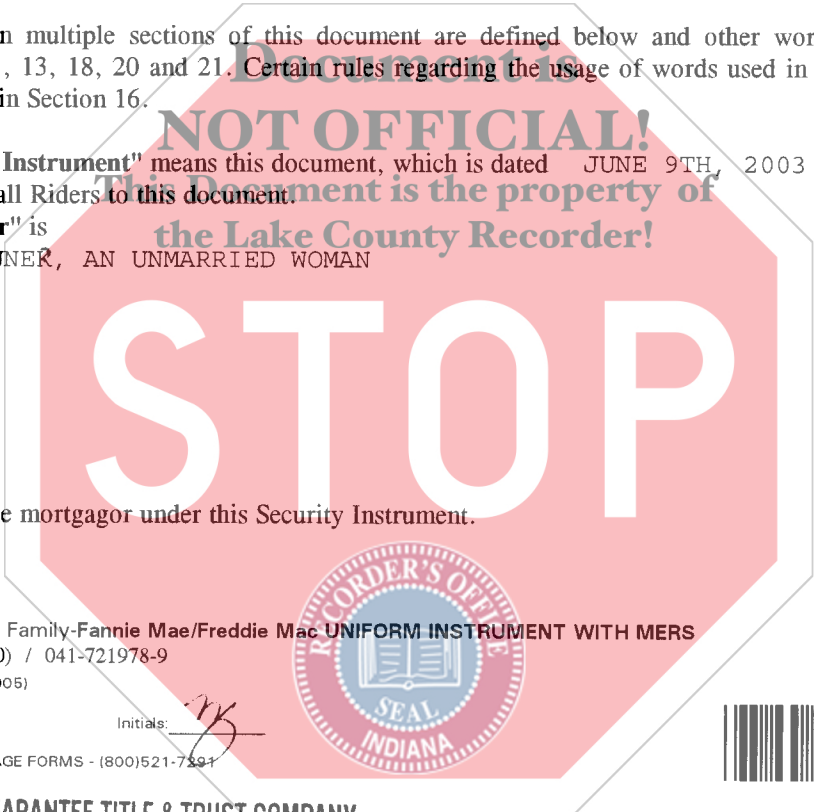 n multiple sections of this document are defined below and other wor
, 13, 18, 20 and 21. Certain rules regarding the usage of words used in
in Section 16.
Document is
NOT OFFICIAL!
Instrument" means this document, which is dated JUNE 9TH, 2003
all Riders to this document.
This Document is the property of
the Lake County Recorder!
r" is
NER, AN UNMARRIED WOMAN
STOP
e mortgagor under this Security Instrument.
RECORDER'S OFFICE
SEAL
INDIANA
Family-Fannie Mae/Freddie Mac UNIFORM INSTRUMENT WITH MERS
0) / 041-721978-9
005)
Initials:
GE FORMS - (800)521-7291
ARANTEE TITLE & TRUST COMPANY